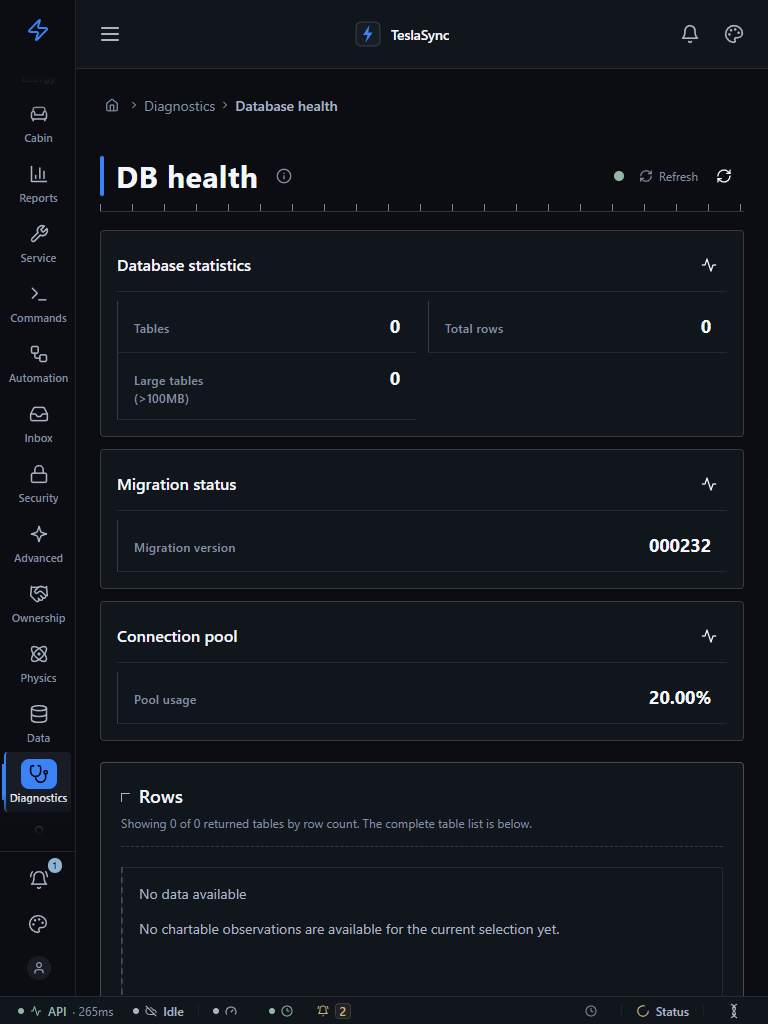 TeslaSync
Diagnostics
Database health
DB health
Refresh
Cabin
Reports
Service
Commands
Automation
Inbox
Security
Advanced
Ownership
Physics
Data
Diagnostics
1
Database statistics
Tables 0
Total rows 0
Large tables 0
(>100MB)
Migration status
Migration version 000232
Connection pool
Pool usage 20.00%
Rows
Showing 0 of 0 returned tables by row count. The complete table list is below.
No data available
No chartable observations are available for the current selection yet.
API · 265ms Idle 2 Status